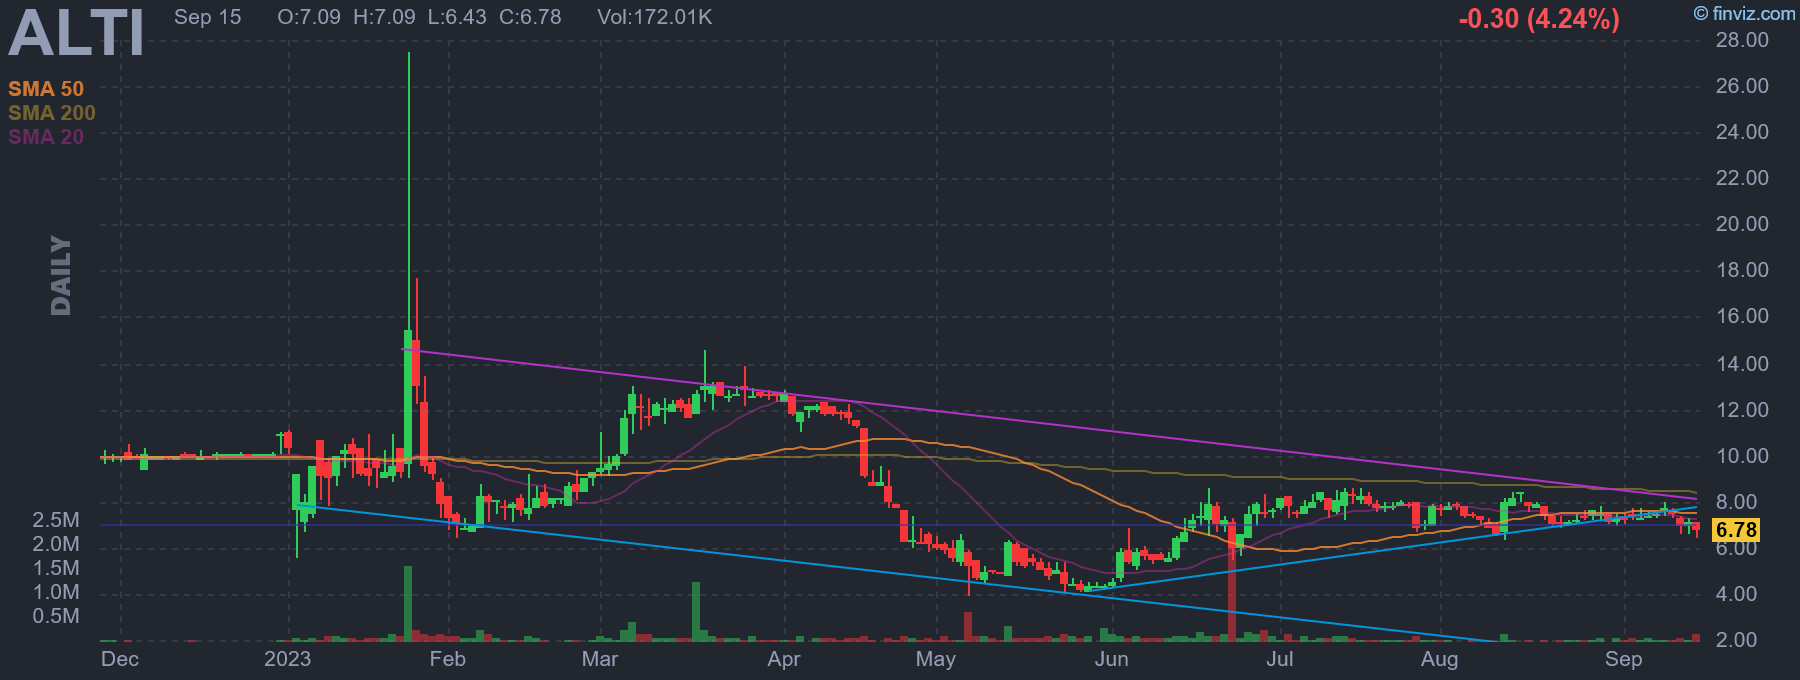 ALTI Sep 15 O:7.09 H:7.09 L:6.43 C:6.78 Vol:172.01K -0.30 (4.24%) © finviz.com
SMA 50
SMA 200
SMA 20
DAILY
28.00
26.00
24.00
22.00
20.00
18.00
16.00
14.00
12.00
10.00
8.00
6.78
6.00
4.00
2.00
2.5M
2.0M
1.5M
1.0M
0.5M
Dec 2023 Feb Mar Apr May Jun Jul Aug Sep